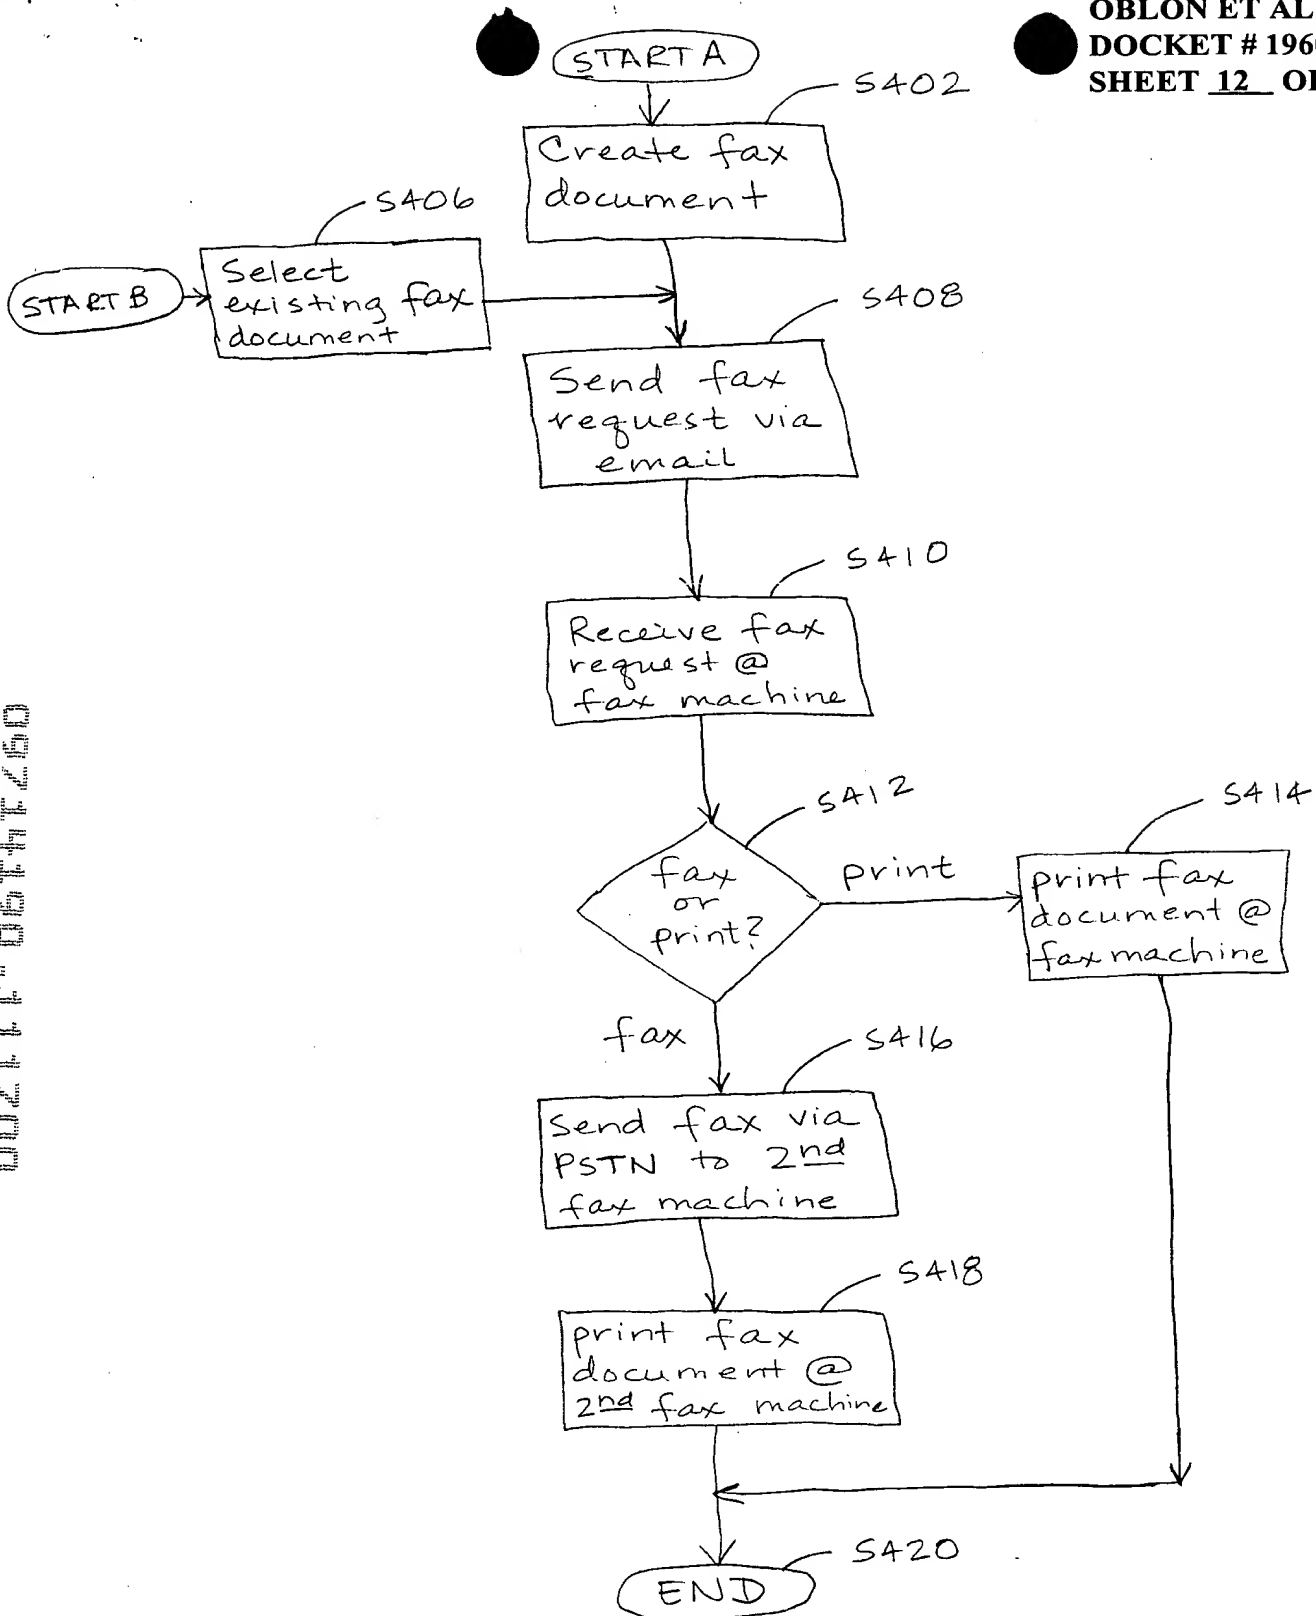 OBLON ET AL
DOCKET # 196
SHEET 12 O
START A
S402
Create fax
document
S406
START B
Select
existing fax
document
S408
Send fax
request via
email
S410
Receive fax
request @
fax machine
S412
fax
or
print?
print
S414
print fax
document @
fax machine
fax
S416
Send fax via
PSTN to 2nd
fax machine
S418
print fax
document @
2nd fax machine
S420
END